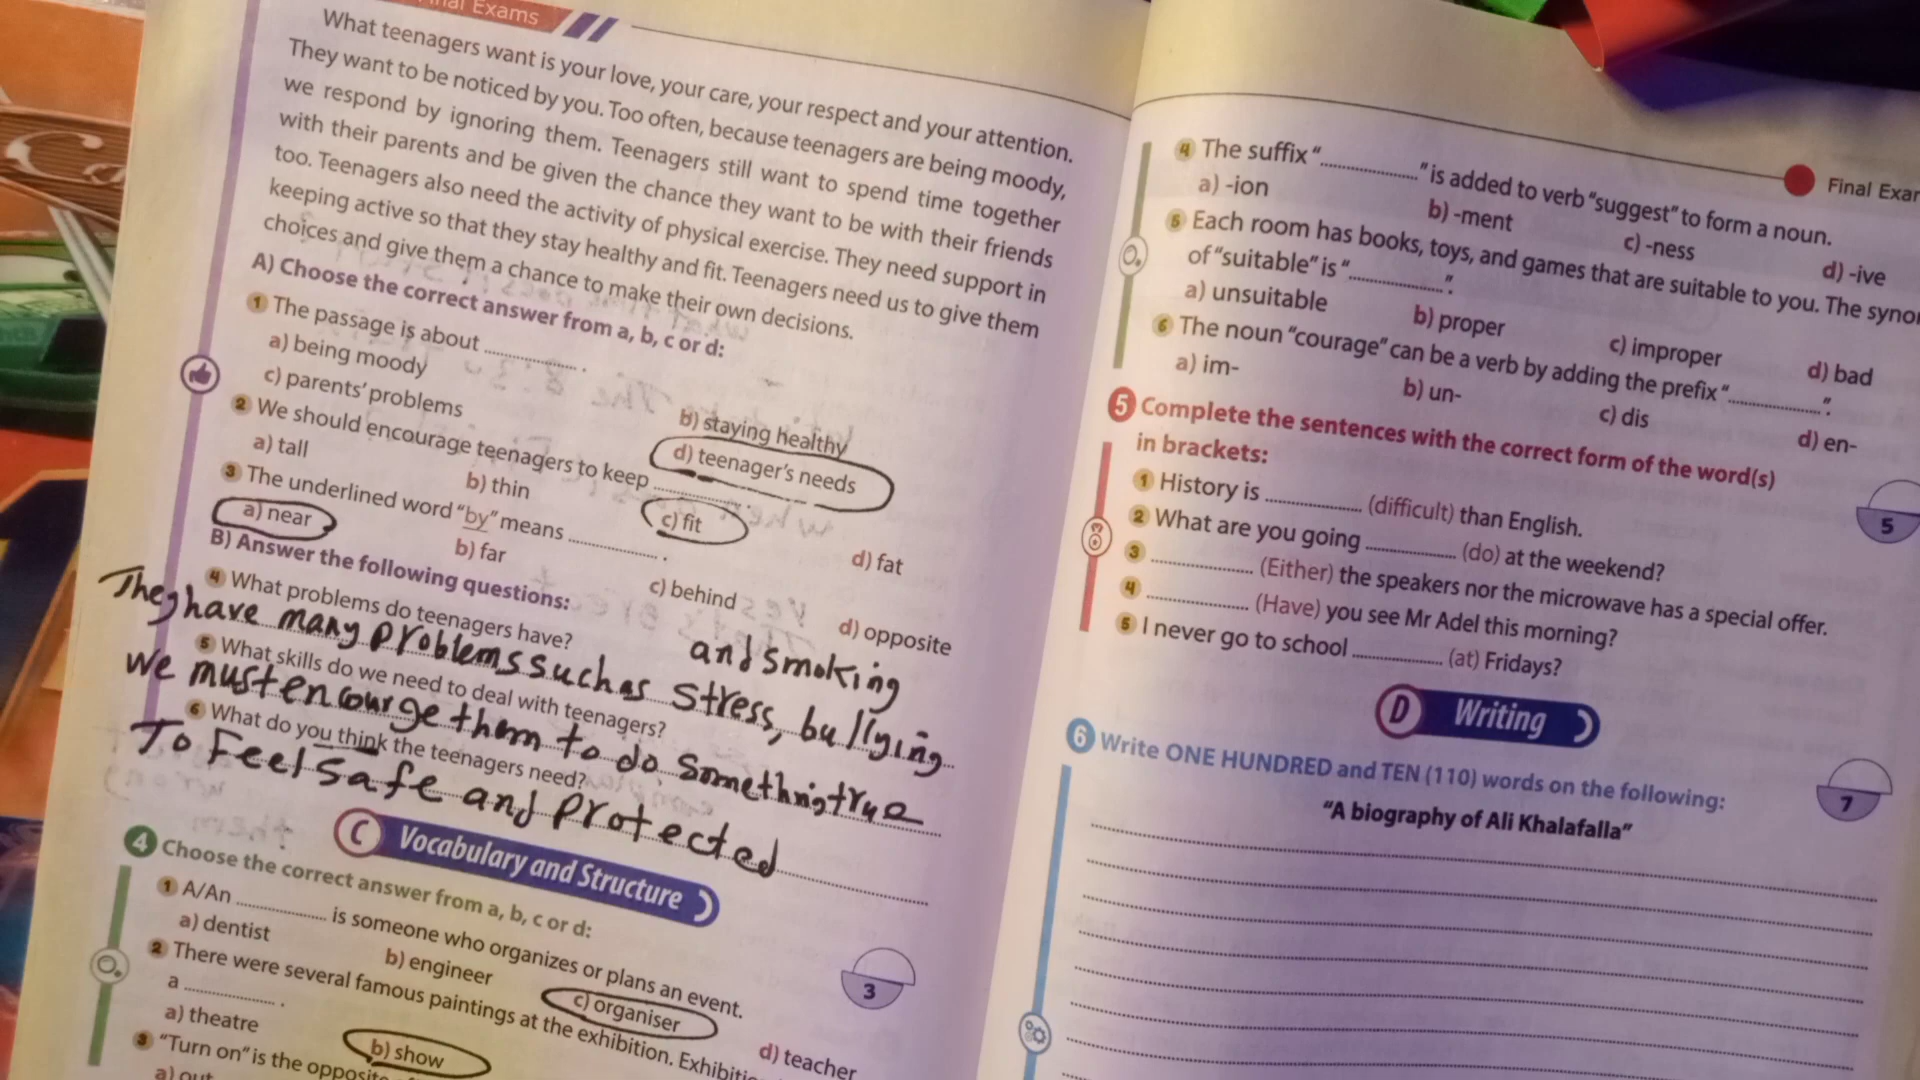 Final Exams
What teenagers want is your love, your care, your respect and your attention.
They want to be noticed by you. Too often, because teenagers are being moody,
we respond by ignoring them. Teenagers still want to spend time together
with their parents and be given the chance they want to be with their friends
too. Teenagers also need the activity of physical exercise. They need support in
keeping active so that they stay healthy and fit. Teenagers need us to give them
choices and give them a chance to make their own decisions.
A) Choose the correct answer from a, b, c or d:
1 The passage is about ............... .
a) being moody
b) staying healthy
c) parents' problems
d) teenager's needs
2 We should encourage teenagers to keep ............... .
a) tall
b) thin
c) fit
d) fat
3 The underlined word "by" means ............... .
a) near
b) far
c) behind
d) opposite
B) Answer the following questions:
4 What problems do teenagers have?
They have many problems such as stress, bullying
and smoking
5 What skills do we need to deal with teenagers?
We must encourge them to do something true
6 What do you think the teenagers need?
To Feel safe and protected
C Vocabulary and Structure
4 Choose the correct answer from a, b, c or d:
3
1 A/An ............... is someone who organizes or plans an event.
a) dentist
b) engineer
c) organiser
d) teacher
2 There were several famous paintings at the exhibition.
a ............... .
a) theatre
b) show
3 "Turn on" is the opposite
a) out
Final Exar
4 The suffix "..............." is added to verb "suggest" to form a noun.
a) -ion
b) -ment
c) -ness
d) -ive
5 Each room has books, toys, and games that are suitable to you. The syno
of "suitable" is "...............".
a) unsuitable
b) proper
c) improper
d) bad
6 The noun "courage" can be a verb by adding the prefix "...............".
a) im-
b) un-
c) dis
d) en-
5 Complete the sentences with the correct form of the word(s)
in brackets:
5
1 History is ............... (difficult) than English.
2 What are you going ............... (do) at the weekend?
3 ............... (Either) the speakers nor the microwave has a special offer.
4 ............... (Have) you see Mr Adel this morning?
5 I never go to school ............... (at) Fridays?
D Writing
6 Write ONE HUNDRED and TEN (110) words on the following:
7
"A biography of Ali Khalafalla"